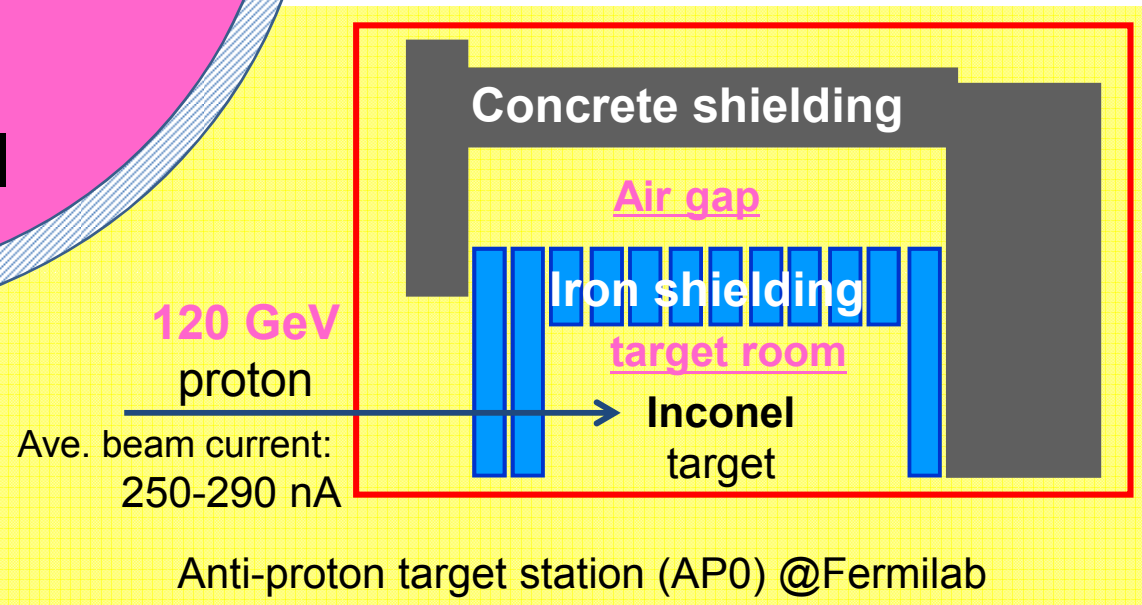 Concrete shielding
Air gap
Iron shielding
target room
120 GeV
proton
Inconel
target
Ave. beam current:
250-290 nA
Anti-proton target station (AP0) @Fermilab